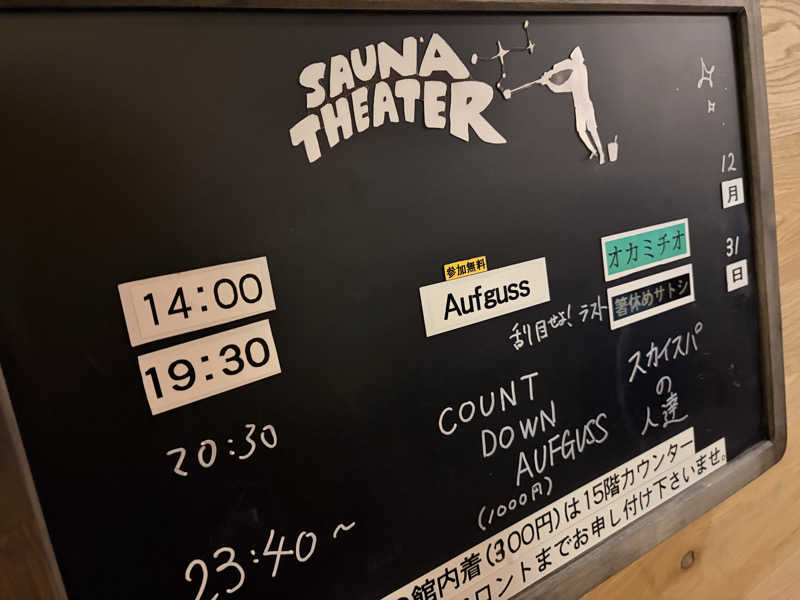 SAUNA
THEATER
12
月
31
日
14:00
参加無料
Aufguss
オカミチオ
19:30
刮目せよ! ラスト
箸休めサトシ
20:30
COUNT
DOWN
AUFGUSS
(1000円)
スカイスパ
の
人達
23:40~
館内着(300円)は15階カウンター
ロントまでお申し付け下さいませ。